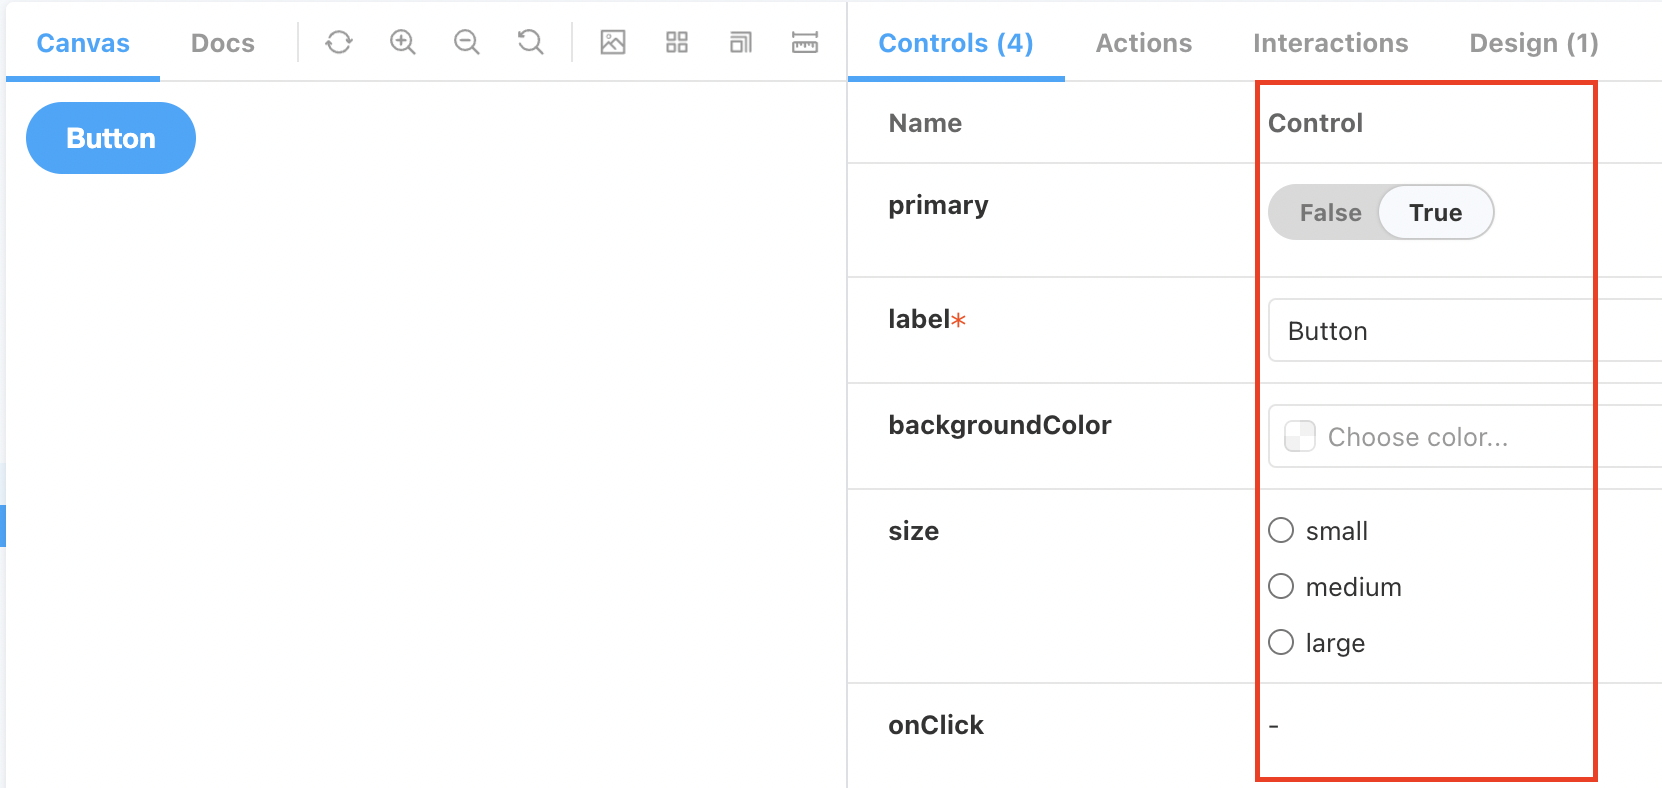 Canvas Docs
Button
Controls (4) Actions Interactions Design (1)
Name Control
primary False True
label* Button
backgroundColor Choose color...
size small
medium
large
onClick -